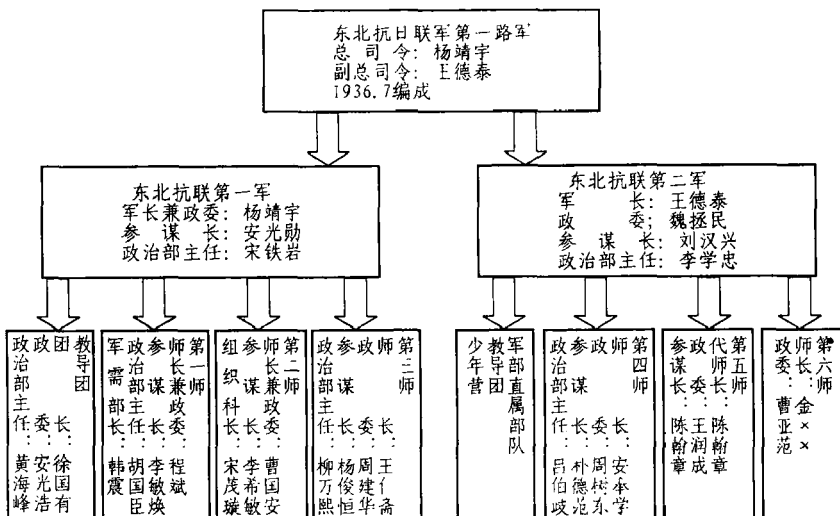 东北抗日联军第一路军
总司令：杨靖宇
副总司令：王德泰
1936.7编成
东北抗联第一军
军长兼政委：杨靖宇
参谋长：安光勋
政治部主任：宋铁岩
东北抗联第二军
军长：王德泰
政委；魏拯民
参谋长：刘汉兴
政治部主任：李学忠
教导团
团长：徐国有
政委：安光浩
政治部主任：黄海峰
第一师
师长兼政委：程斌
参谋长：李敏焕
政治部主任：胡国臣
军需部长：韩震
第二师
师长兼政委：曹国安
参谋长：李希敏
组织科长：宋茂璇
第三师
师长：王仁斋
政委：周建华
参谋长：杨俊恒
政治部主任：柳万熙
军部直属部队
教导团
少年营
第四师
师长：安奉学
政委：周树东
参谋长：朴德范
政治部主任：吕伯岐
第五师
代师长：陈翰章
政委：王润成
参谋长：陈翰章
第六师
师长：金××
政委：曹亚范